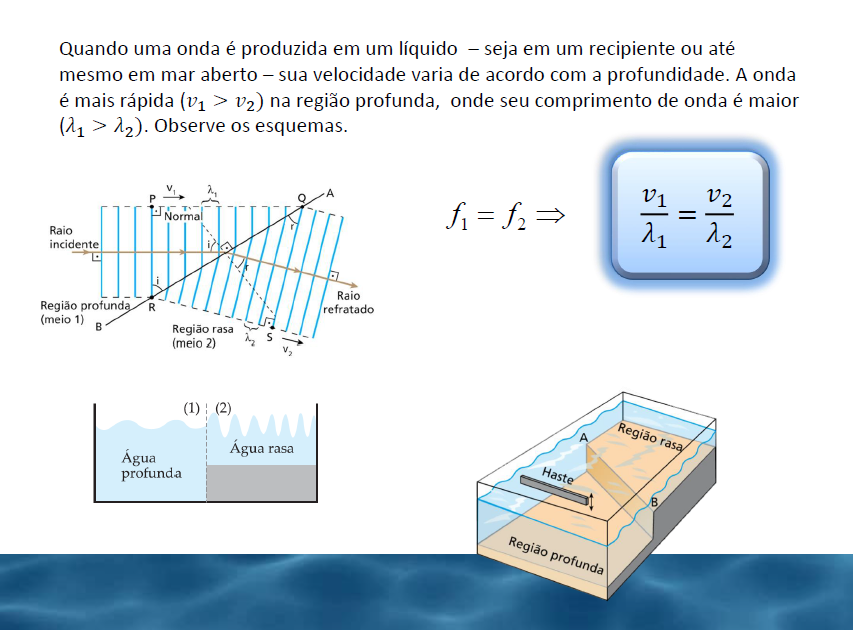 Quando uma onda é produzida em um líquido – seja em um recipiente ou até
mesmo em mar aberto – sua velocidade varia de acordo com a profundidade. A onda
é mais rápida (v₁ > v₂) na região profunda, onde seu comprimento de onda é maior
(λ₁ > λ₂). Observe os esquemas.
P v₁ λ₁ Q A
Normal
Raio
incidente
i r
i r
Região profunda
(meio 1)
B R
Raio
refratado
Região rasa
(meio 2)
λ₂ S v₂
f₁ = f₂ ⇒
v₁/λ₁ = v₂/λ₂
(1) (2)
Água
profunda
Água rasa
A
Região rasa
Haste
B
Região profunda